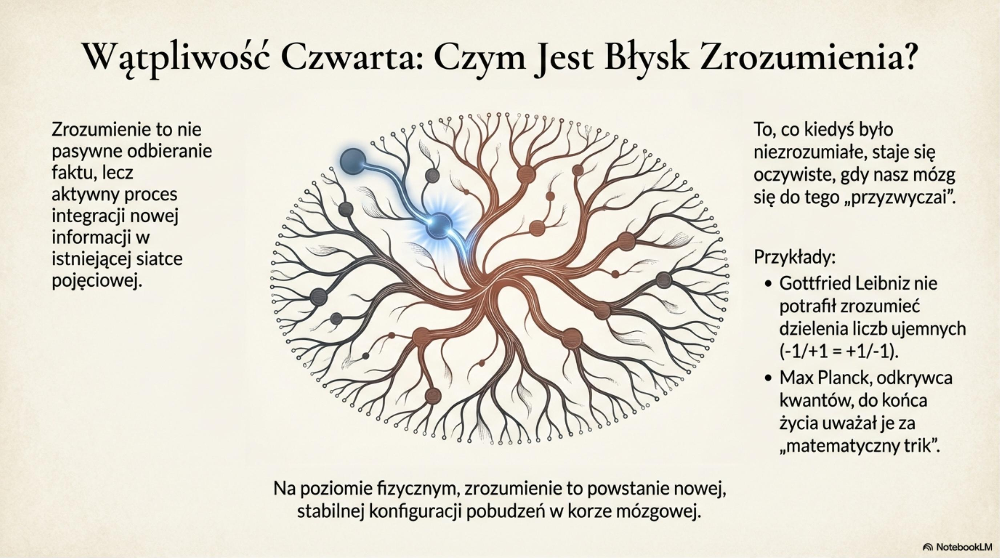 Wątpliwość Czwarta: Czym Jest Błysk Zrozumienia?
Zrozumienie to nie
pasywne odbieranie
faktu, lecz
aktywny proces
integracji nowej
informacji w
istniejącej siatce
pojęciowej.
To, co kiedyś było
niezrozumiałe, staje się
oczywiste, gdy nasz mózg
się do tego „przyzwyczai”.
Przykłady:
• Gottfried Leibniz nie
potrafił zrozumieć
dzielenia liczb ujemnych
(-1/+1 = +1/-1).
• Max Planck, odkrywca
kwantów, do końca
życia uważał je za
„matematyczny trik”.
Na poziomie fizycznym, zrozumienie to powstanie nowej,
stabilnej konfiguracji pobudzeń w korze mózgowej.
NotebookLM